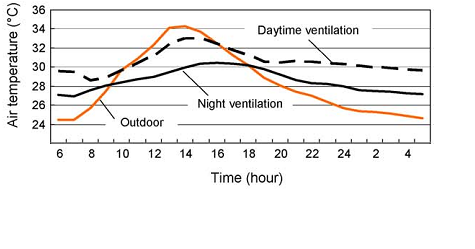 Air temperature (°C)
36
34
32
30
28
26
24
Daytime ventilation
Night ventilation
Outdoor
6 8 10 12 14 16 18 20 22 24 2 4
Time (hour)